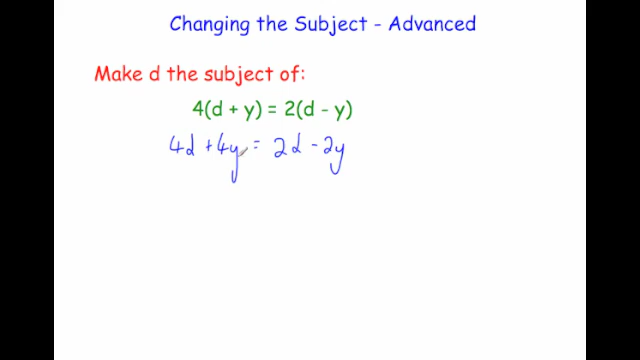 Changing the Subject - Advanced
Make d the subject of:
4(d + y) = 2(d - y)
4d + 4y = 2d - 2y